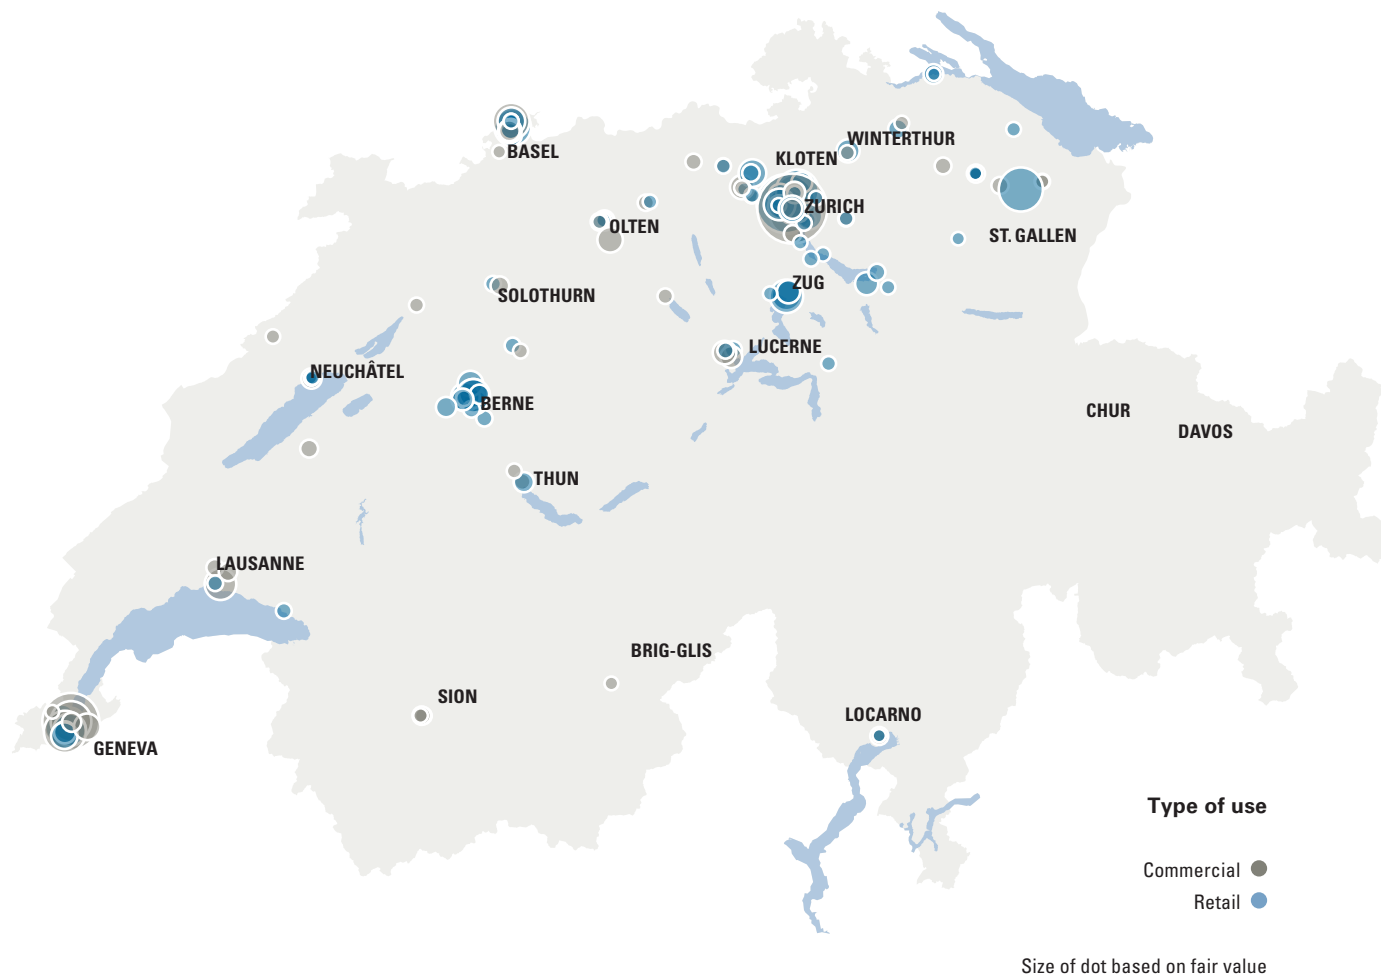 WINTERTHUR
BASEL
KLOTEN
ZURICH
OLTEN
ST. GALLEN
ZUG
SOLOTHURN
LUCERNE
NEUCHÂTEL
BERNE
CHUR
DAVOS
THUN
LAUSANNE
BRIG-GLIS
SION
LOCARNO
GENEVA
Type of use
Commercial
Retail
Size of dot based on fair value